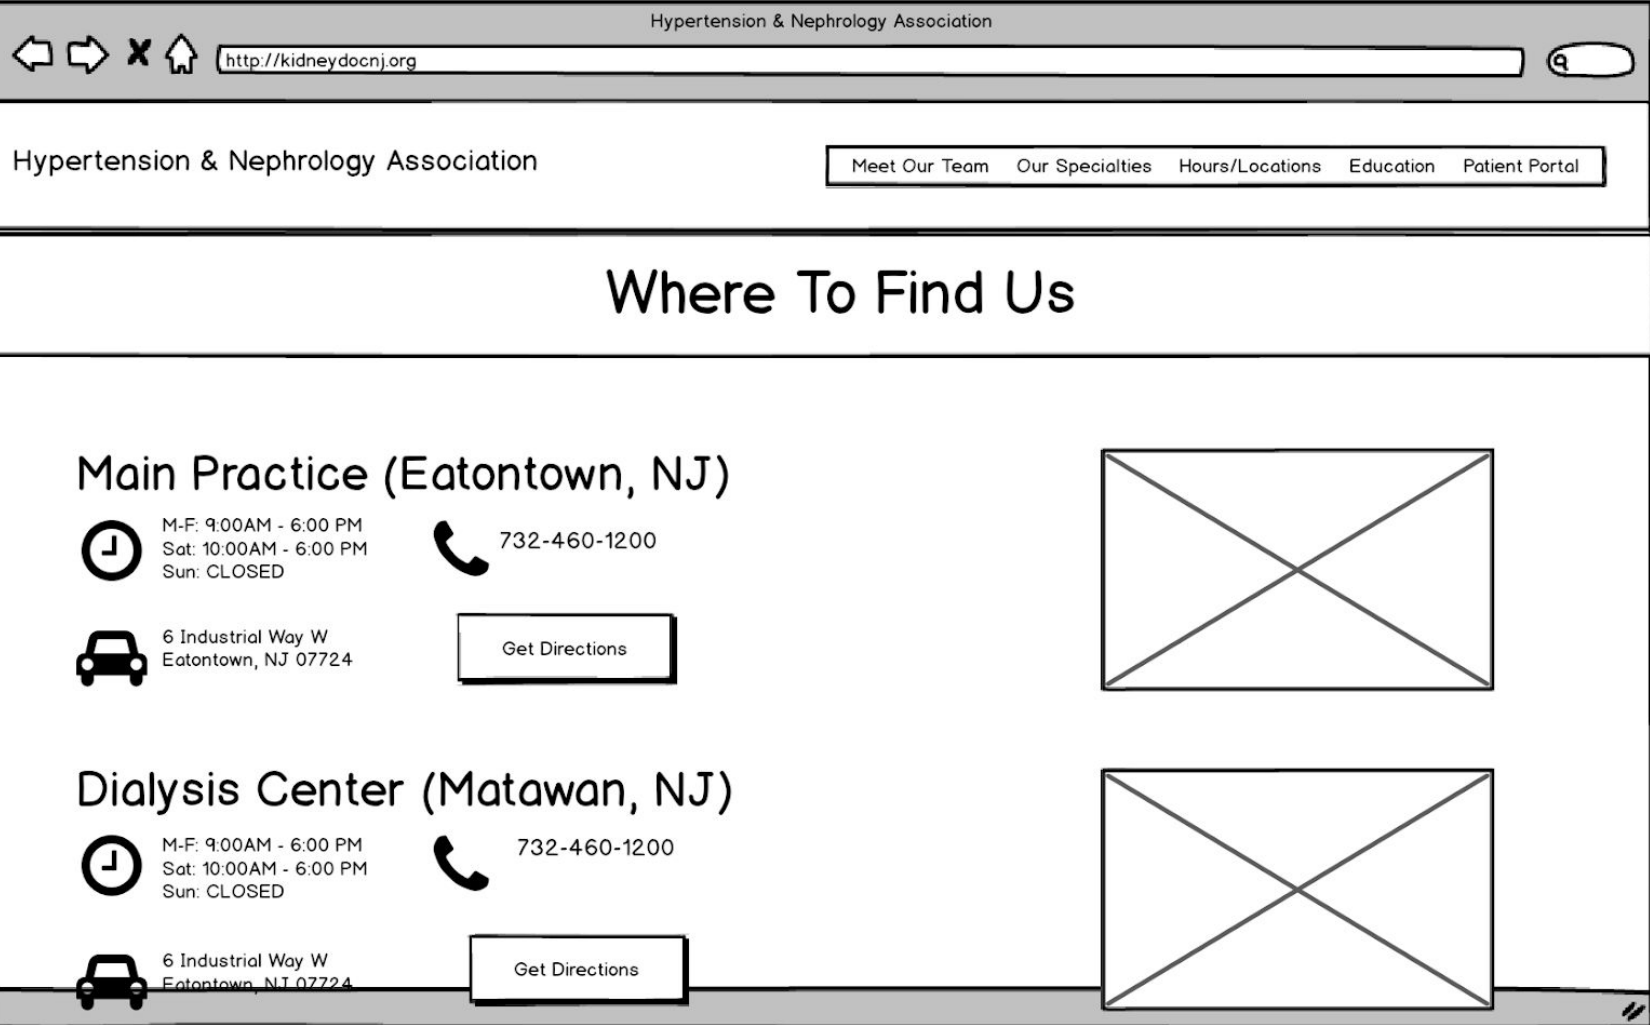 Hypertension & Nephrology Association
http://kidneydocnj.org
Hypertension & Nephrology Association
Meet Our Team Our Specialties Hours/Locations Education Patient Portal
Where To Find Us
Main Practice (Eatontown, NJ)
M-F: 9:00AM - 6:00 PM
Sat: 10:00AM - 6:00 PM
Sun: CLOSED
732-460-1200
6 Industrial Way W
Eatontown, NJ 07724
Get Directions
Dialysis Center (Matawan, NJ)
M-F: 9:00AM - 6:00 PM
Sat: 10:00AM - 6:00 PM
Sun: CLOSED
732-460-1200
6 Industrial Way W
Eatontown, NJ 07724
Get Directions